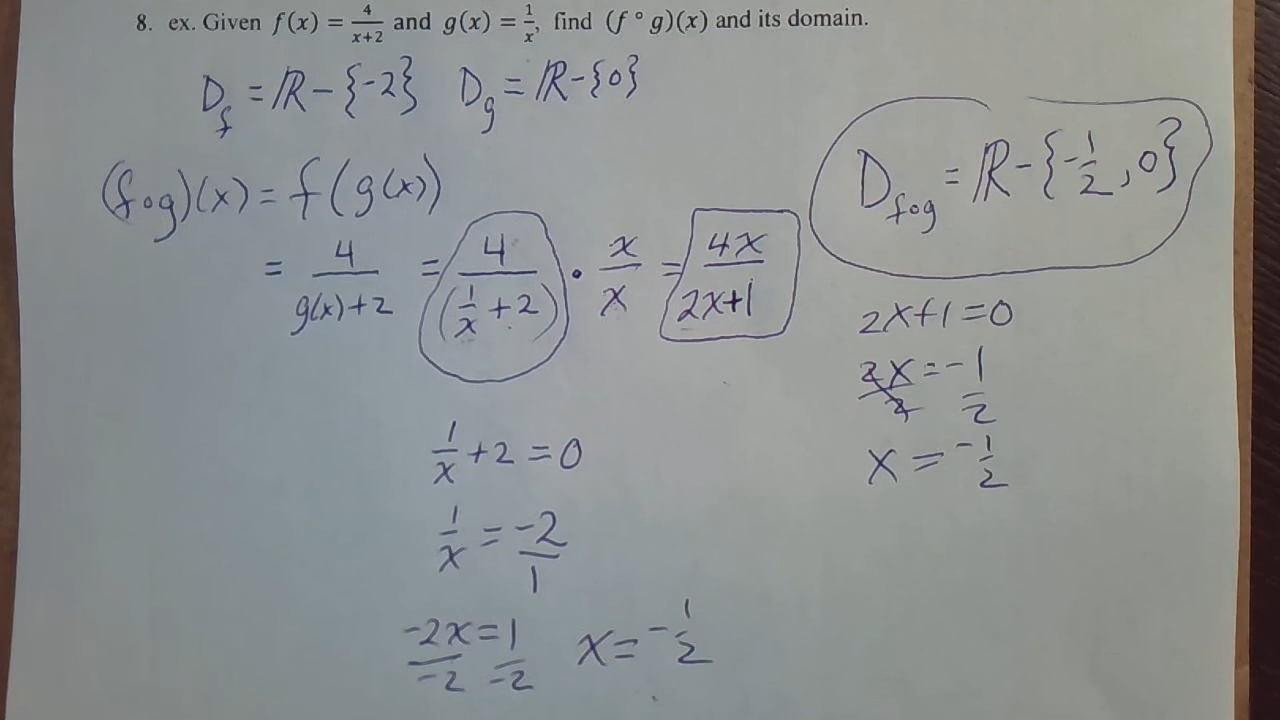 8. ex. Given f(x) = 4/(x+2) and g(x) = 1/x, find (f ∘ g)(x) and its domain.
D_f = ℝ - {-2} D_g = ℝ - {0}
D_fog = ℝ - {-1/2, 0}
(fog)(x) = f(g(x))
= 4/(g(x)+2) = 4/(1/x + 2) · x/x = 4x/(2x+1)
1/x + 2 = 0
1/x = -2/1
-2x/-2 = 1/-2 x = -1/2
2x+1=0
2x/2 = -1/2
x = -1/2